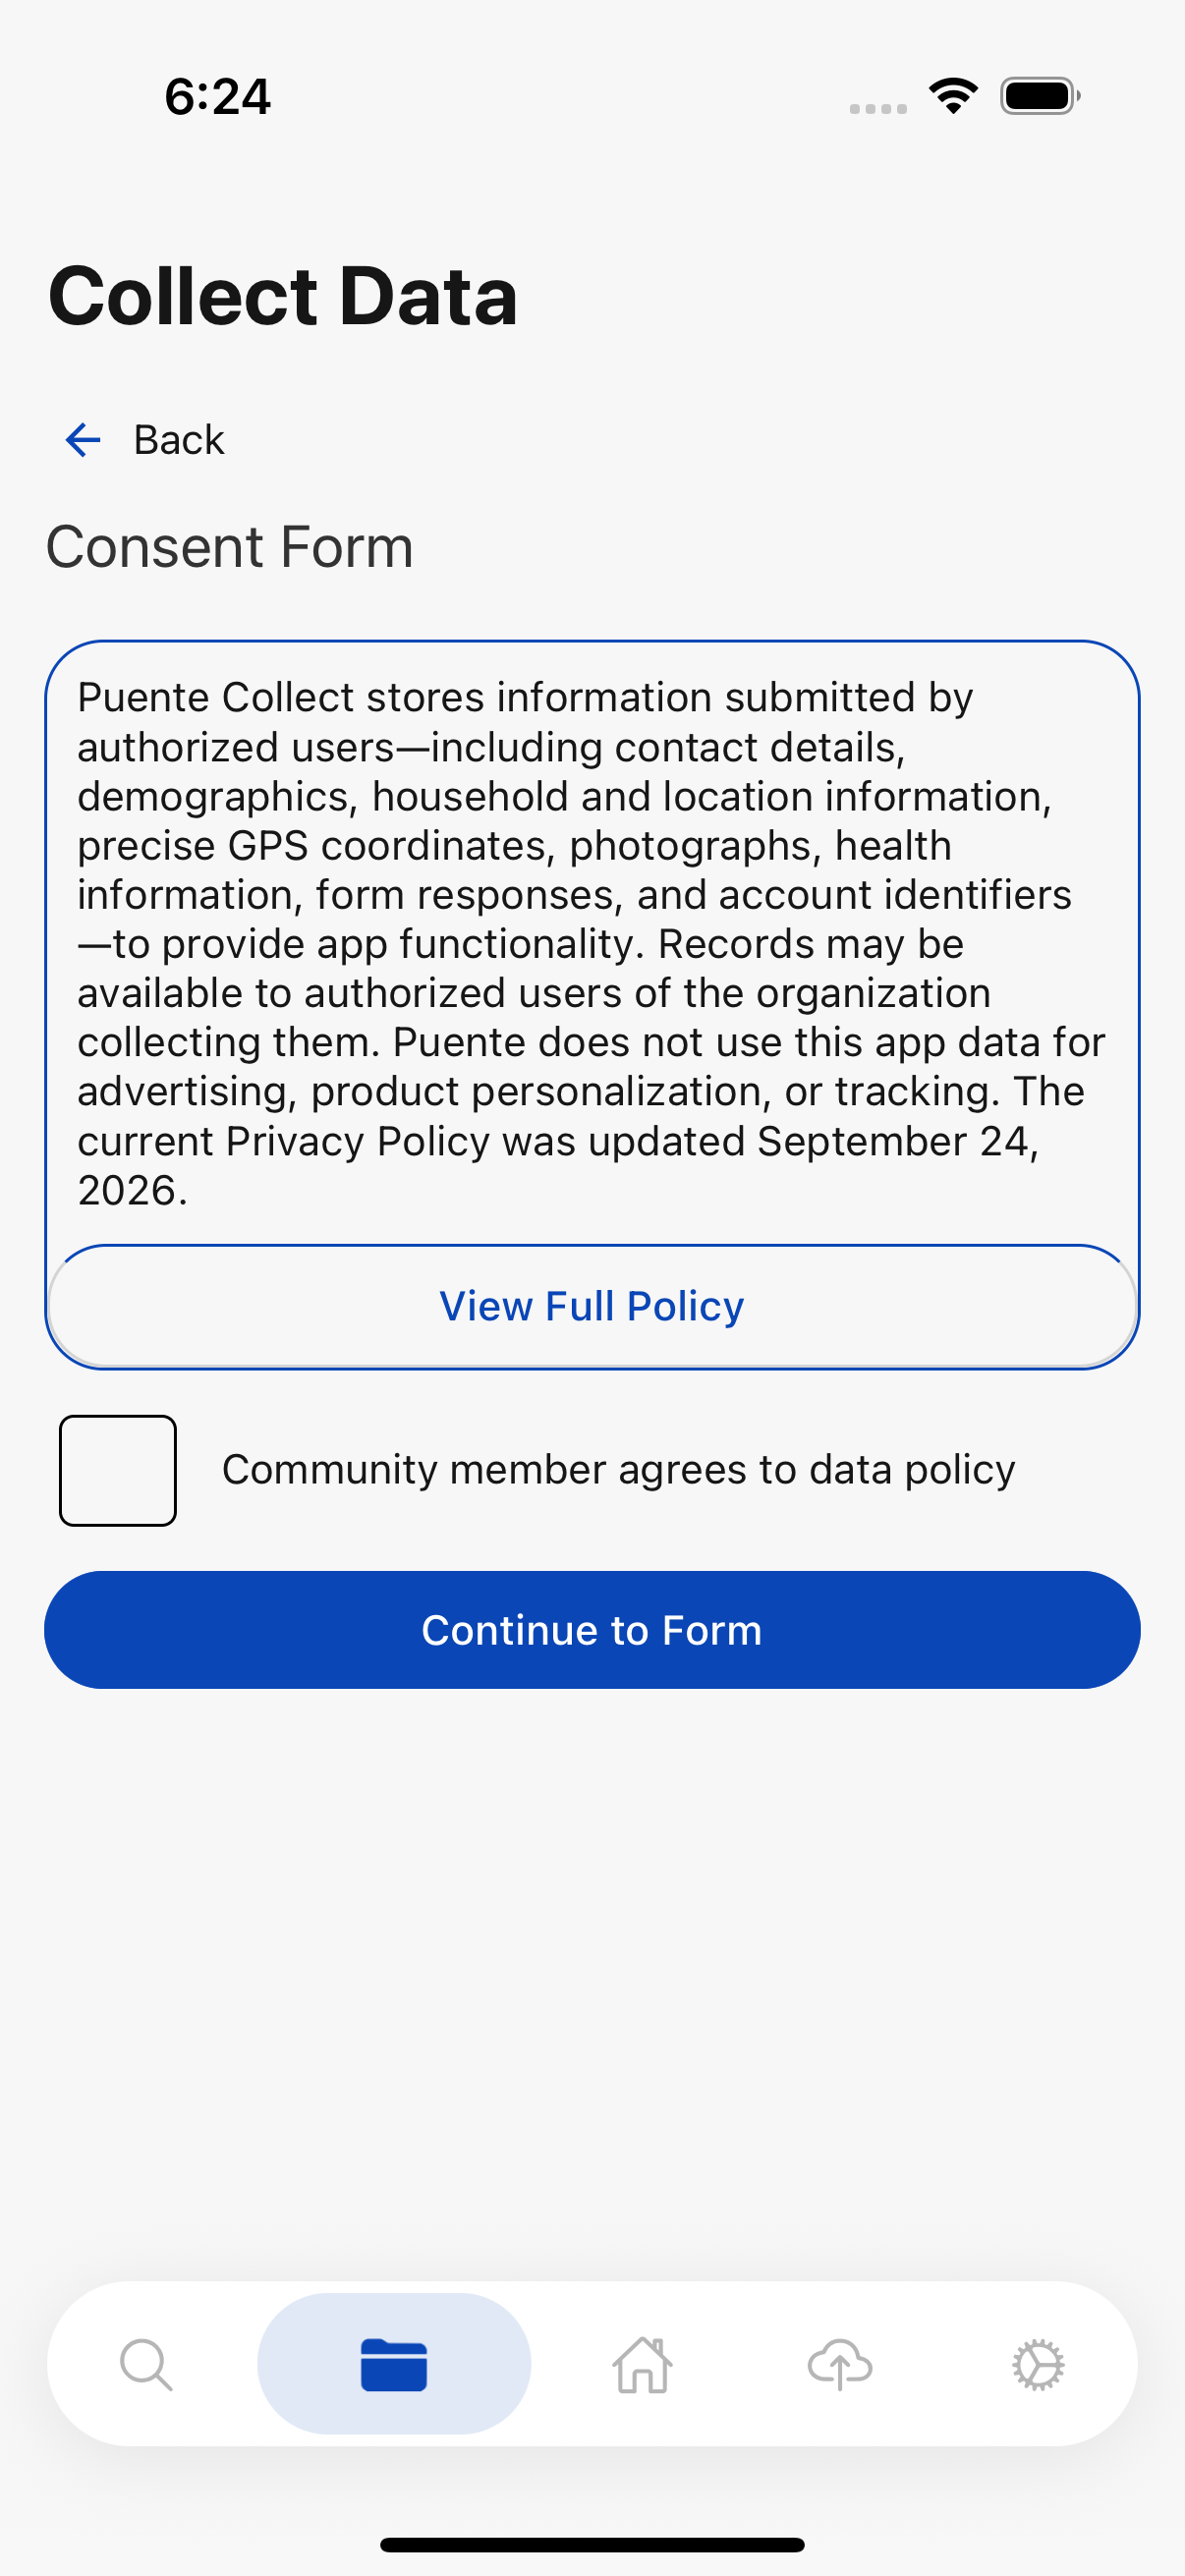 6:24
Collect Data
Back
Consent Form
Puente Collect stores information submitted by
authorized users—including contact details,
demographics, household and location information,
precise GPS coordinates, photographs, health
information, form responses, and account identifiers
—to provide app functionality. Records may be
available to authorized users of the organization
collecting them. Puente does not use this app data for
advertising, product personalization, or tracking. The
current Privacy Policy was updated September 24,
2026.
View Full Policy
Community member agrees to data policy
Continue to Form